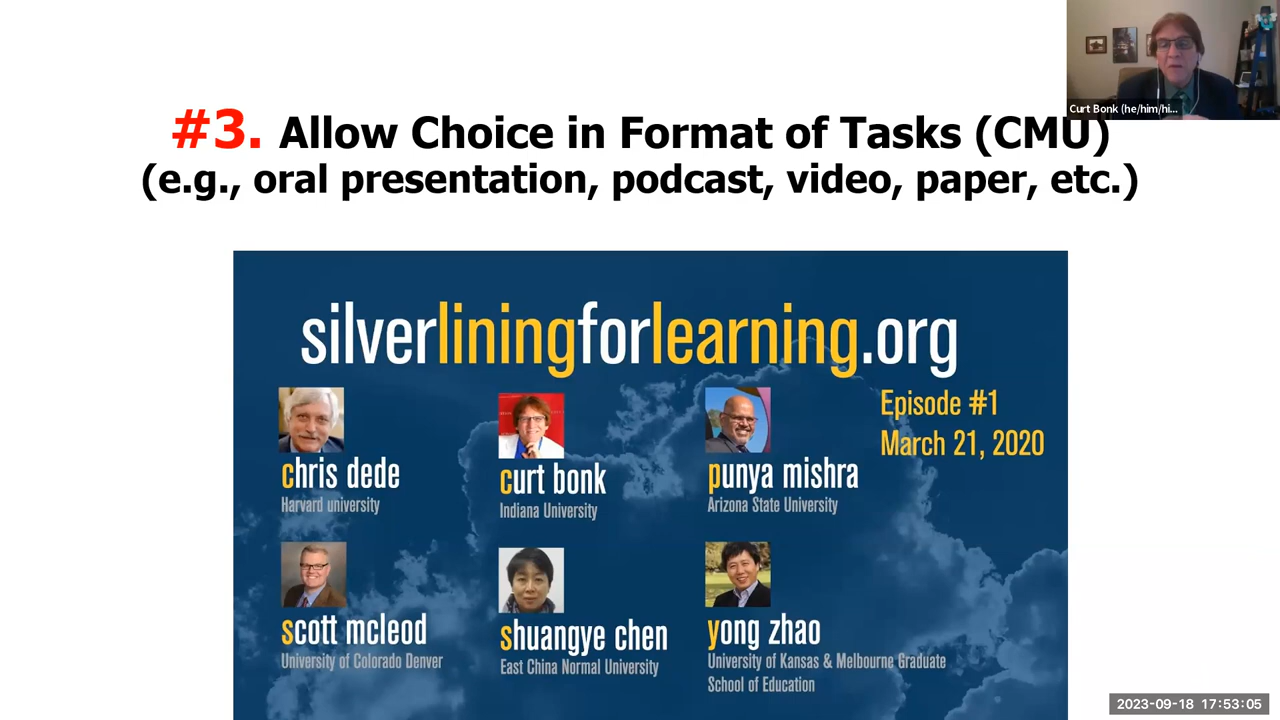 Curt Bonk (he/him/hi...
#3. Allow Choice in Format of Tasks (CMU)
(e.g., oral presentation, podcast, video, paper, etc.)
silverliningforlearning.org
Episode #1
March 21, 2020
chris dede
Harvard university
curt bonk
Indiana University
punya mishra
Arizona State University
scott mcleod
University of Colorado Denver
shuangye chen
East China Normal University
yong zhao
University of Kansas & Melbourne Graduate
School of Education
2023-09-18 17:53:05